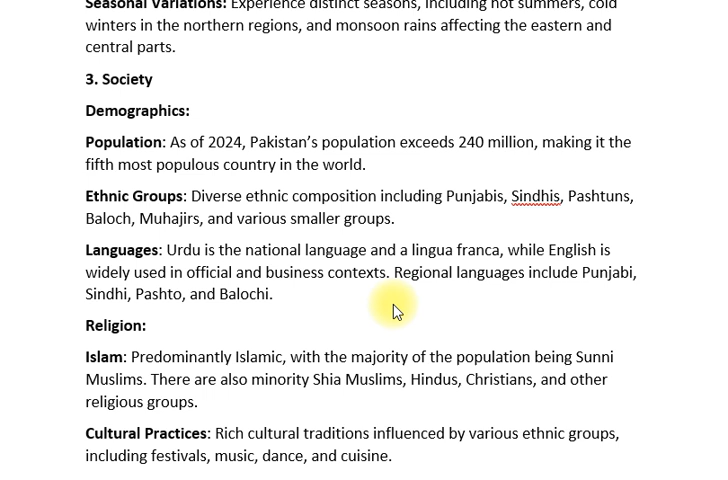 Seasonal Variations: Experience distinct seasons, including hot summers, cold
winters in the northern regions, and monsoon rains affecting the eastern and
central parts.
3. Society
Demographics:
Population: As of 2024, Pakistan’s population exceeds 240 million, making it the
fifth most populous country in the world.
Ethnic Groups: Diverse ethnic composition including Punjabis, Sindhis, Pashtuns,
Baloch, Muhajirs, and various smaller groups.
Languages: Urdu is the national language and a lingua franca, while English is
widely used in official and business contexts. Regional languages include Punjabi,
Sindhi, Pashto, and Balochi.
Religion:
Islam: Predominantly Islamic, with the majority of the population being Sunni
Muslims. There are also minority Shia Muslims, Hindus, Christians, and other
religious groups.
Cultural Practices: Rich cultural traditions influenced by various ethnic groups,
including festivals, music, dance, and cuisine.